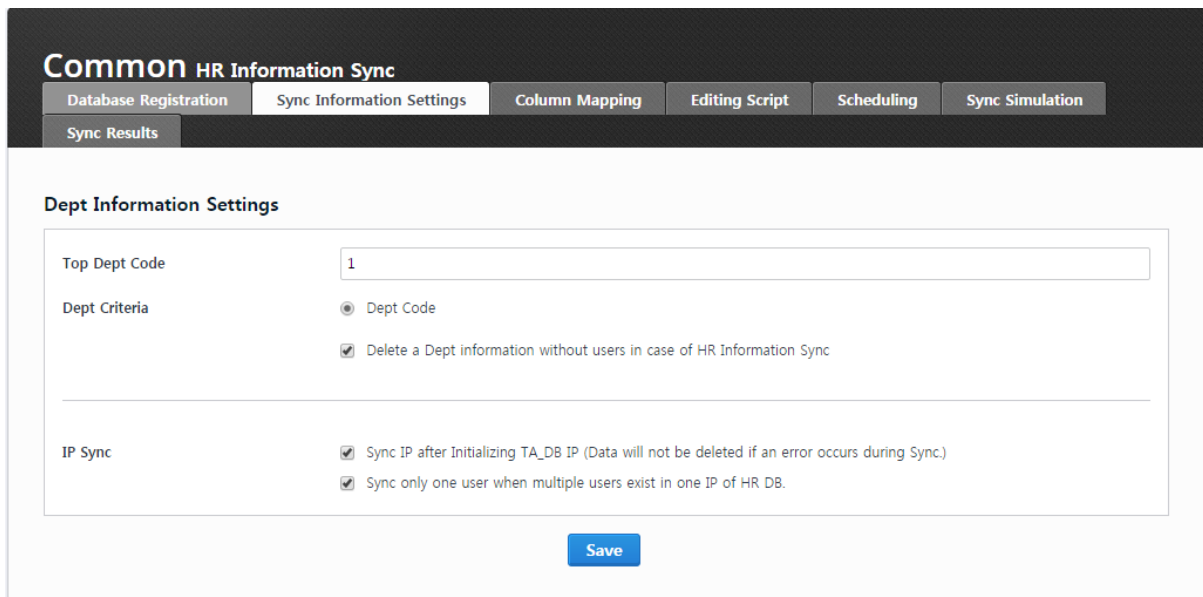 Common HR Information Sync
Database Registration Sync Information Settings Column Mapping Editing Script Scheduling Sync Simulation
Sync Results
Dept Information Settings
Top Dept Code 1
Dept Criteria Dept Code
Delete a Dept information without users in case of HR Information Sync
IP Sync Sync IP after Initializing TA_DB IP (Data will not be deleted if an error occurs during Sync.)
Sync only one user when multiple users exist in one IP of HR DB.
Save